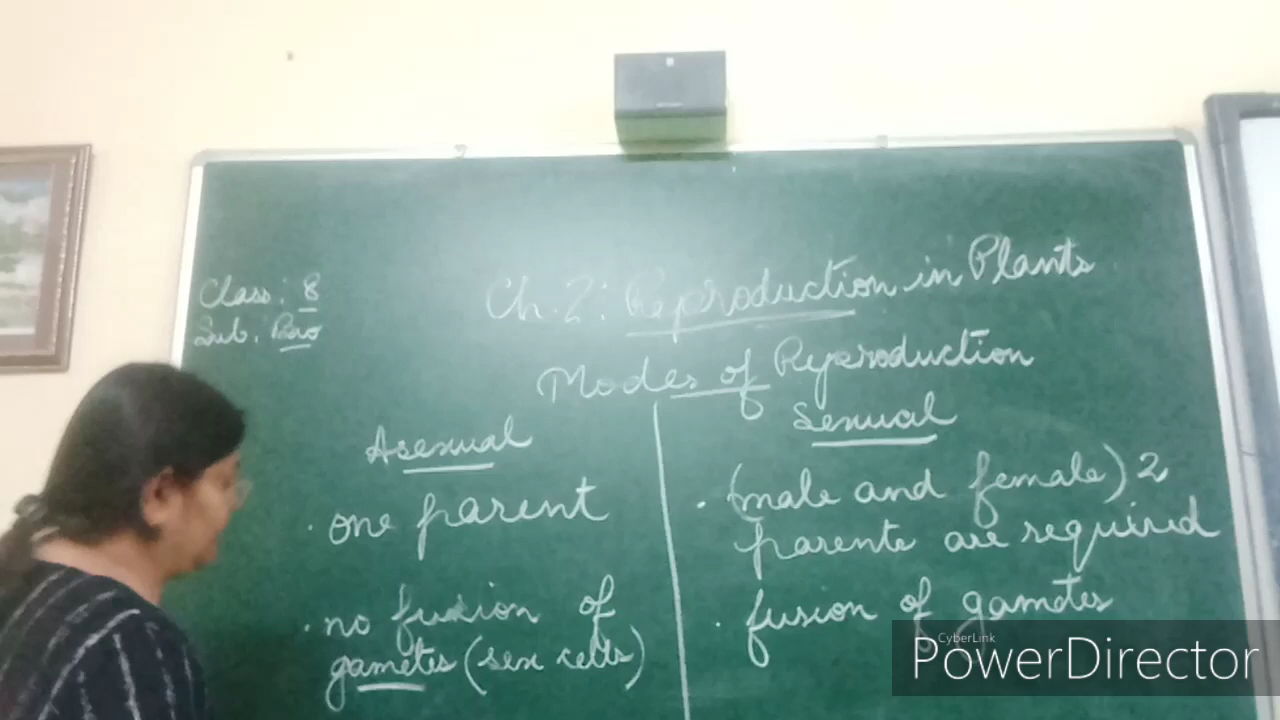 Class: 8
Sub. Bio
Ch. 2: Reproduction in Plants
Modes of Reproduction
Asexual
. one parent
. no fusion of
gametes (sex cells)
Sexual
. (male and female) 2
parents are required
. fusion of gametes
CyberLink
PowerDirector